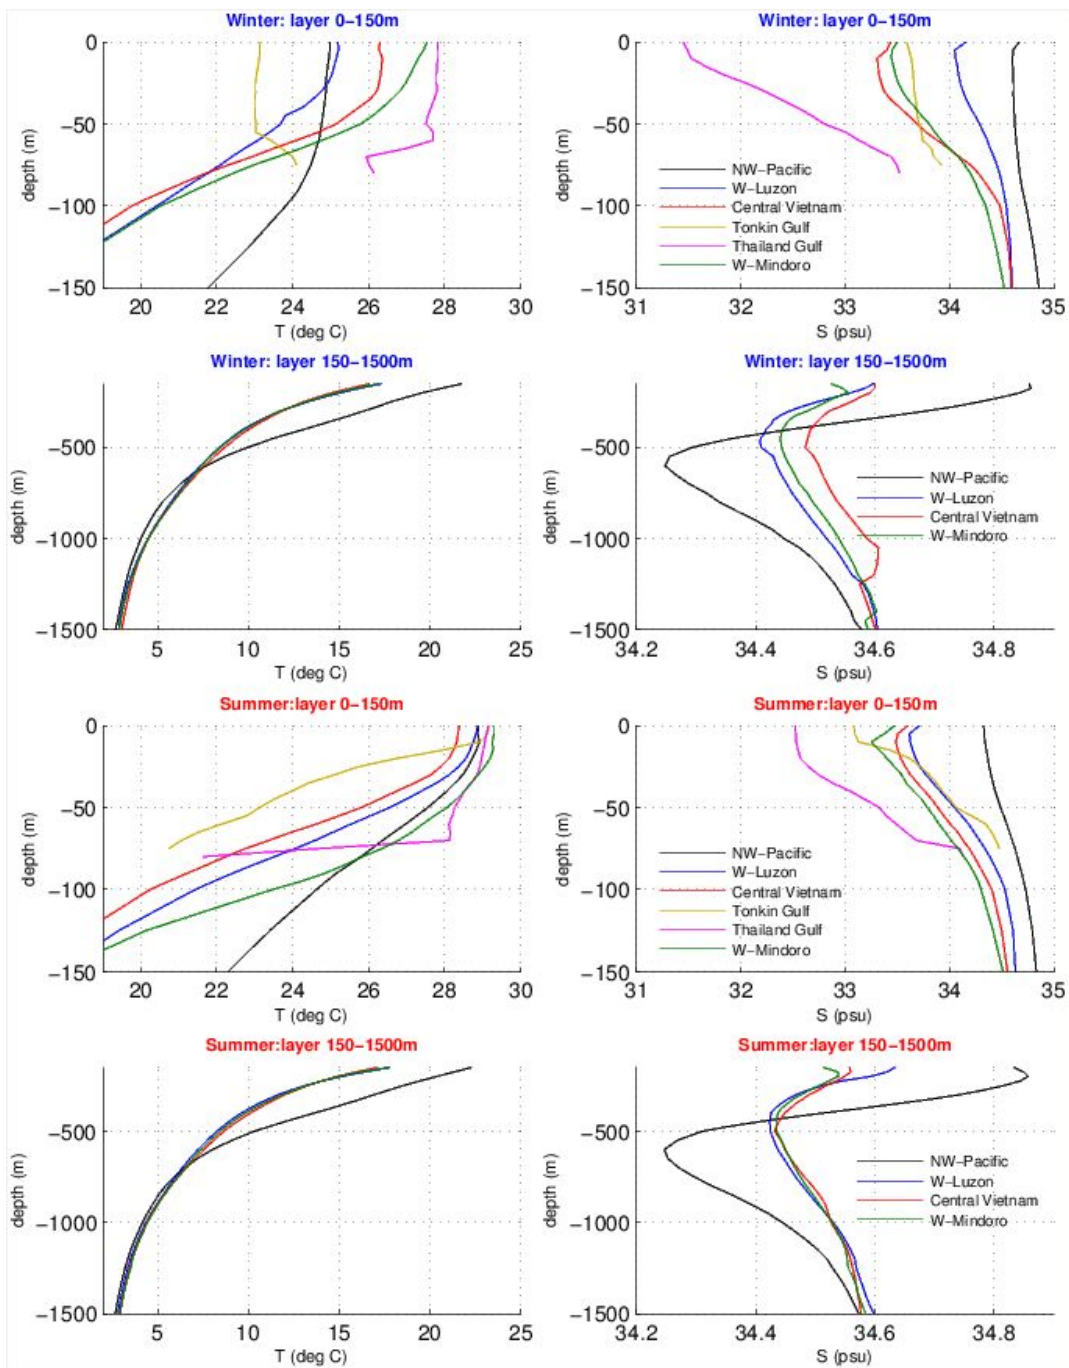 Winter: layer 0−150m
0
−50
−100
−150
depth (m)
20 22 24 26 28 30
T (deg C)
Winter: layer 0−150m
0
−50
−100
−150
depth (m)
NW−Pacific
W−Luzon
Central Vietnam
Tonkin Gulf
Thailand Gulf
W−Mindoro
31 32 33 34 35
S (psu)
Winter: layer 150−1500m
−500
−1000
−1500
depth (m)
5 10 15 20 25
T (deg C)
Winter: layer 150−1500m
−500
−1000
−1500
depth (m)
NW−Pacific
W−Luzon
Central Vietnam
W−Mindoro
34.2 34.4 34.6 34.8
S (psu)
Summer:layer 0−150m
0
−50
−100
−150
depth (m)
20 22 24 26 28 30
T (deg C)
Summer:layer 0−150m
0
−50
−100
−150
depth (m)
NW−Pacific
W−Luzon
Central Vietnam
Tonkin Gulf
Thailand Gulf
W−Mindoro
31 32 33 34 35
S (psu)
Summer:layer 150−1500m
−500
−1000
−1500
depth (m)
5 10 15 20 25
T (deg C)
Summer:layer 150−1500m
−500
−1000
−1500
depth (m)
NW−Pacific
W−Luzon
Central Vietnam
W−Mindoro
34.2 34.4 34.6 34.8
S (psu)